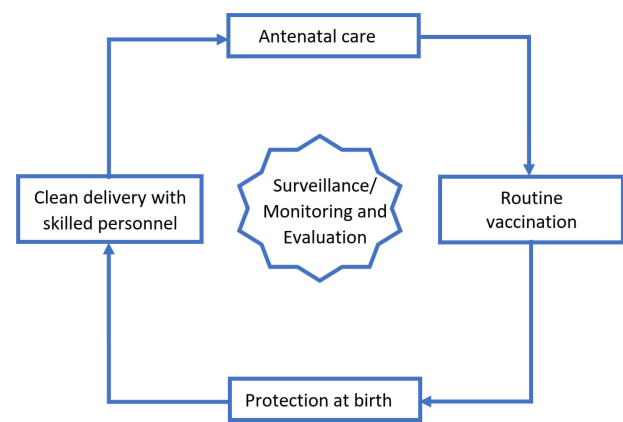 Antenatal care
Clean delivery with
skilled personnel
Surveillance/
Monitoring and
Evaluation
Routine
vaccination
Protection at birth